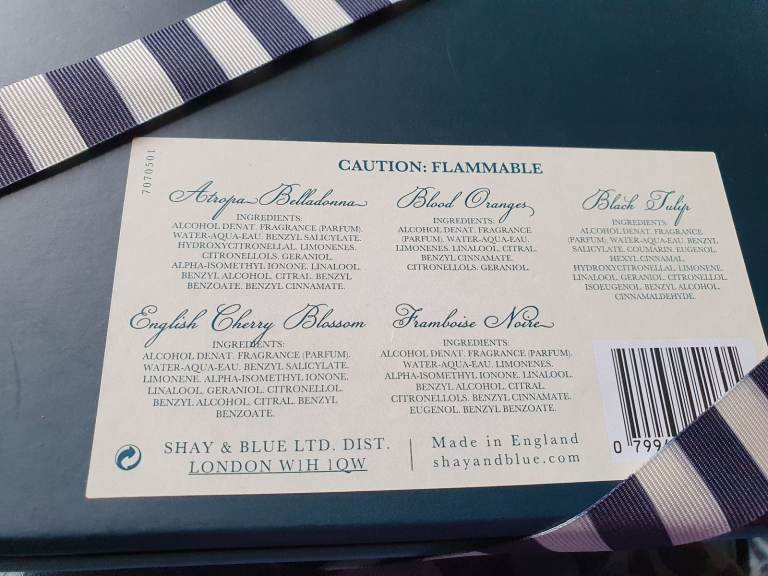 7070501
CAUTION: FLAMMABLE
Atropa Belladonna
INGREDIENTS:
ALCOHOL DENAT. FRAGRANCE (PARFUM).
WATER-AQUA-EAU. BENZYL SALICYLATE.
HYDROXYCITRONELLAL. LIMONENES.
CITRONELLOLS. GERANIOL.
ALPHA-ISOMETHYL IONONE. LINALOOL.
BENZYL ALCOHOL. CITRAL. BENZYL
BENZOATE. BENZYL CINNAMATE.
Blood Oranges
INGREDIENTS:
ALCOHOL DENAT. FRAGRANCE
(PARFUM). WATER-AQUA-EAU.
LIMONENES. LINALOOL. CITRAL.
BENZYL CINNAMATE.
CITRONELLOLS. GERANIOL.
Black Tulip
INGREDIENTS:
ALCOHOL DENAT. FRAGRANCE
(PARFUM). WATER-AQUA-EAU. BENZYL
SALICYLATE. COUMARIN. EUGENOL.
HEXYL CINNAMAL.
HYDROXYCITRONELLAL. LIMONENE.
LINALOOL. GERANIOL. CITRONELLOL.
ISOEUGENOL. BENZYL ALCOHOL.
CINNAMALDEHYDE.
English Cherry Blossom
INGREDIENTS:
ALCOHOL DENAT. FRAGRANCE (PARFUM).
WATER-AQUA-EAU. BENZYL SALICYLATE.
LIMONENE. ALPHA-ISOMETHYL IONONE.
LINALOOL. GERANIOL. CITRONELLOL.
BENZYL ALCOHOL. CITRAL. BENZYL
BENZOATE.
Framboise Noire
INGREDIENTS:
ALCOHOL DENAT. FRAGRANCE (PARFUM).
WATER-AQUA-EAU. LIMONENES.
ALPHA-ISOMETHYL IONONE. LINALOOL.
BENZYL ALCOHOL. CITRAL.
CITRONELLOLS. BENZYL CINNAMATE.
EUGENOL. BENZYL BENZOATE.
SHAY & BLUE LTD. DIST.
LONDON W1H 1QW
Made in England
shayandblue.com
0 799